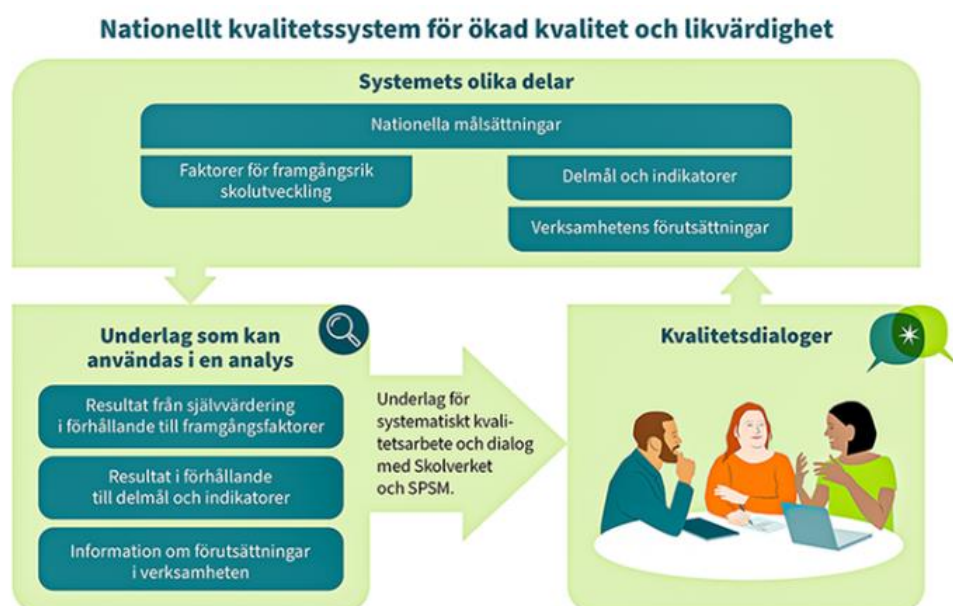 Nationellt kvalitetssystem för ökad kvalitet och likvärdighet
Systemets olika delar
Nationella målsättningar
Faktorer för framgångsrik
skolutveckling
Delmål och indikatorer
Verksamhetens förutsättningar
Underlag som kan
användas i en analys
Resultat från självvärdering
i förhållande till framgångsfaktorer
Resultat i förhållande
till delmål och indikatorer
Information om förutsättningar
i verksamheten
Underlag för
systematiskt kvali-
tetsarbete och dialog
med Skolverket
och SPSM.
Kvalitetsdialoger